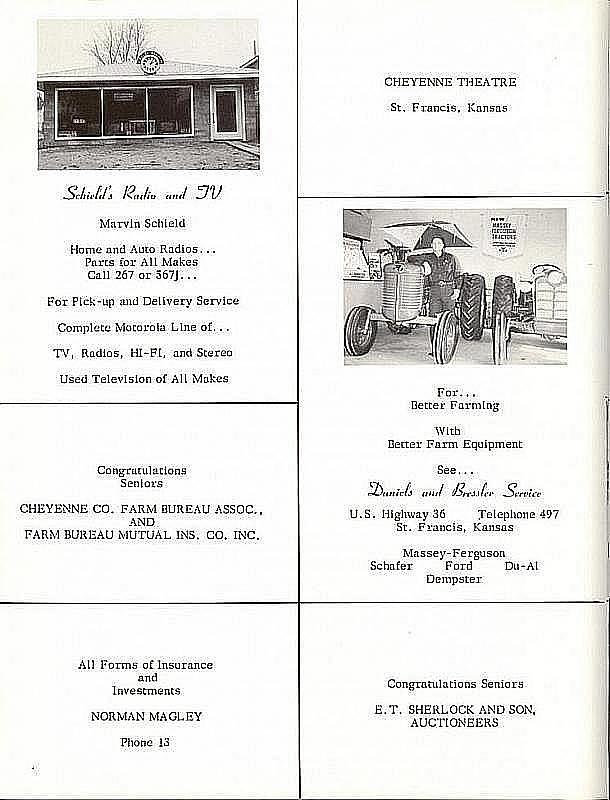 Schield's Radio and TV
Marvin Schield
Home and Auto Radios...
Parts for All Makes
Call 267 or 367J...
For Pick-up and Delivery Service
Complete Motorola Line of...
TV, Radios, HI-FI, and Stereo
Used Television of All Makes
Congratulations
Seniors
CHEYENNE CO. FARM BUREAU ASSOC.,
AND
FARM BUREAU MUTUAL INS. CO. INC.
All Forms of Insurance
and
Investments
NORMAN MAGLEY
Phone 13
CHEYENNE THEATRE
St. Francis, Kansas
NEW
MASSEY
FERGUSON
TRACTORS
For...
Better Farming
With
Better Farm Equipment
See...
Daniels and Bressler Service
U.S. Highway 36 Telephone 497
St. Francis, Kansas
Massey-Ferguson
Schafer Ford Du-Al
Dempster
Congratulations Seniors
E.T. SHERLOCK AND SON,
AUCTIONEERS